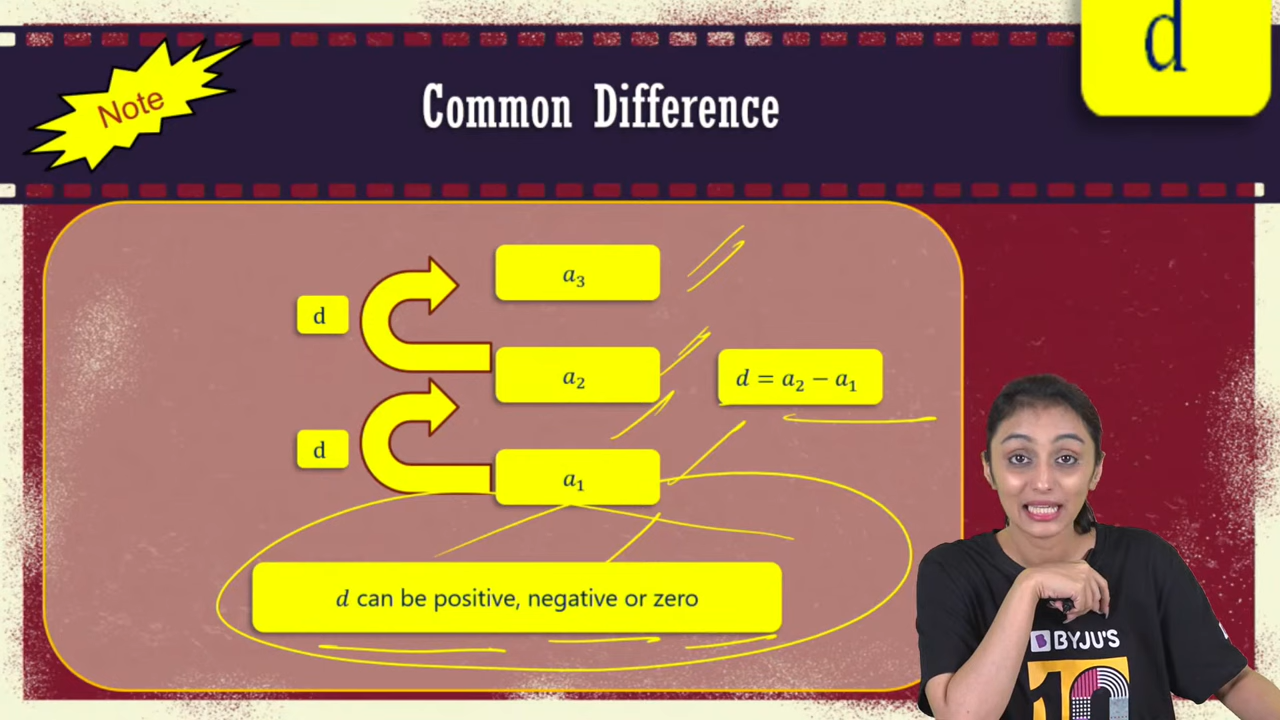 d
Note
Common Difference
a₃
d
a₂
d = a₂ − a₁
d
a₁
d can be positive, negative or zero
BYJU'S
10